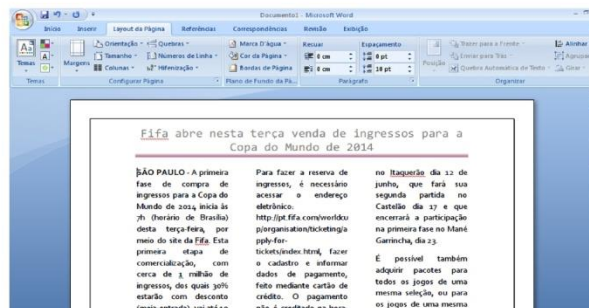 Documento1 - Microsoft Word
Início Inserir Layout da Página Referências Correspondências Revisão Exibição
Orientação Quebras Marca D'água Recuar Espaçamento Trazer para a Frente Alinhar
Temas Margens Tamanho Números de Linha Cor da Página 0 cm 0 pt Posição Enviar para Trás Agrupar
Colunas Hifenização Bordas de Página 0 cm 10 pt Quebra Automática de Texto Girar
Temas Configurar Página Plano de Fundo da Pá... Parágrafo Organizar
Fifa abre nesta terça venda de ingressos para a
Copa do Mundo de 2014
SÃO PAULO - A primeira
fase de compra de
ingressos para a Copa do
Mundo de 2014 inicia às
7h (horário de Brasília)
desta terça-feira, por
meio do site da Fifa. Esta
primeira etapa de
comercialização, com
cerca de 1 milhão de
ingressos, dos quais 30%
estarão com desconto
Para fazer a reserva de
ingressos, é necessário
acessar o endereço
eletrônico:
http://pt.fifa.com/worldcu
p/organisation/ticketing/a
pply-for-
tickets/index.html, fazer
o cadastro e informar
dados de pagamento,
feito mediante cartão de
crédito. O pagamento
no Itaquerão dia 12 de
junho, que fará sua
segunda partida no
Castelão dia 17 e que
encerrará a participação
na primeira fase no Mané
Garrincha, dia 23.
É possível também
adquirir pacotes para
todos os jogos de uma
mesma seleção, ou para
os jogos de uma mesma